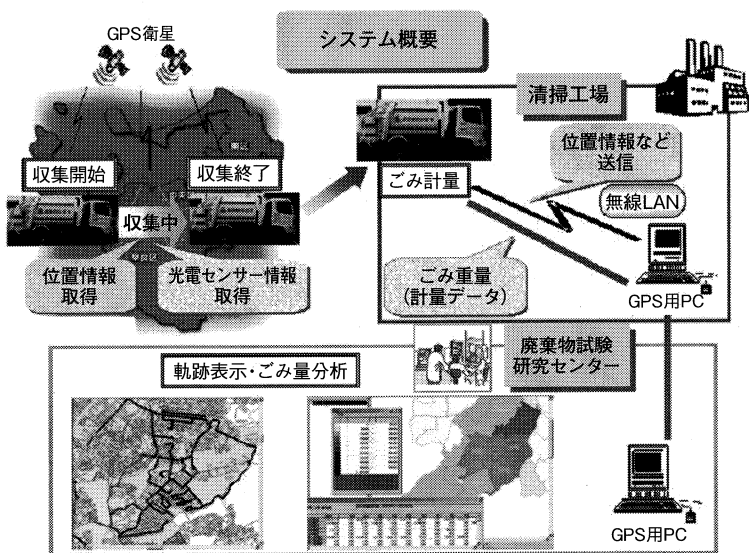 GPS衛星
システム概要
清掃工場
収集開始
収集終了
収集中
位置情報
取得
光電センサー情報
取得
ごみ計量
位置情報など
送信
無線LAN
ごみ重量
(計量データ)
GPS用PC
軌跡表示・ごみ量分析
廃棄物試験
研究センター
GPS用PC